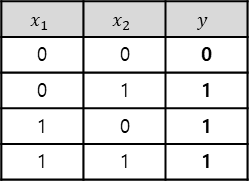 x₁ x₂ y
0 0 0
0 1 1
1 0 1
1 1 1